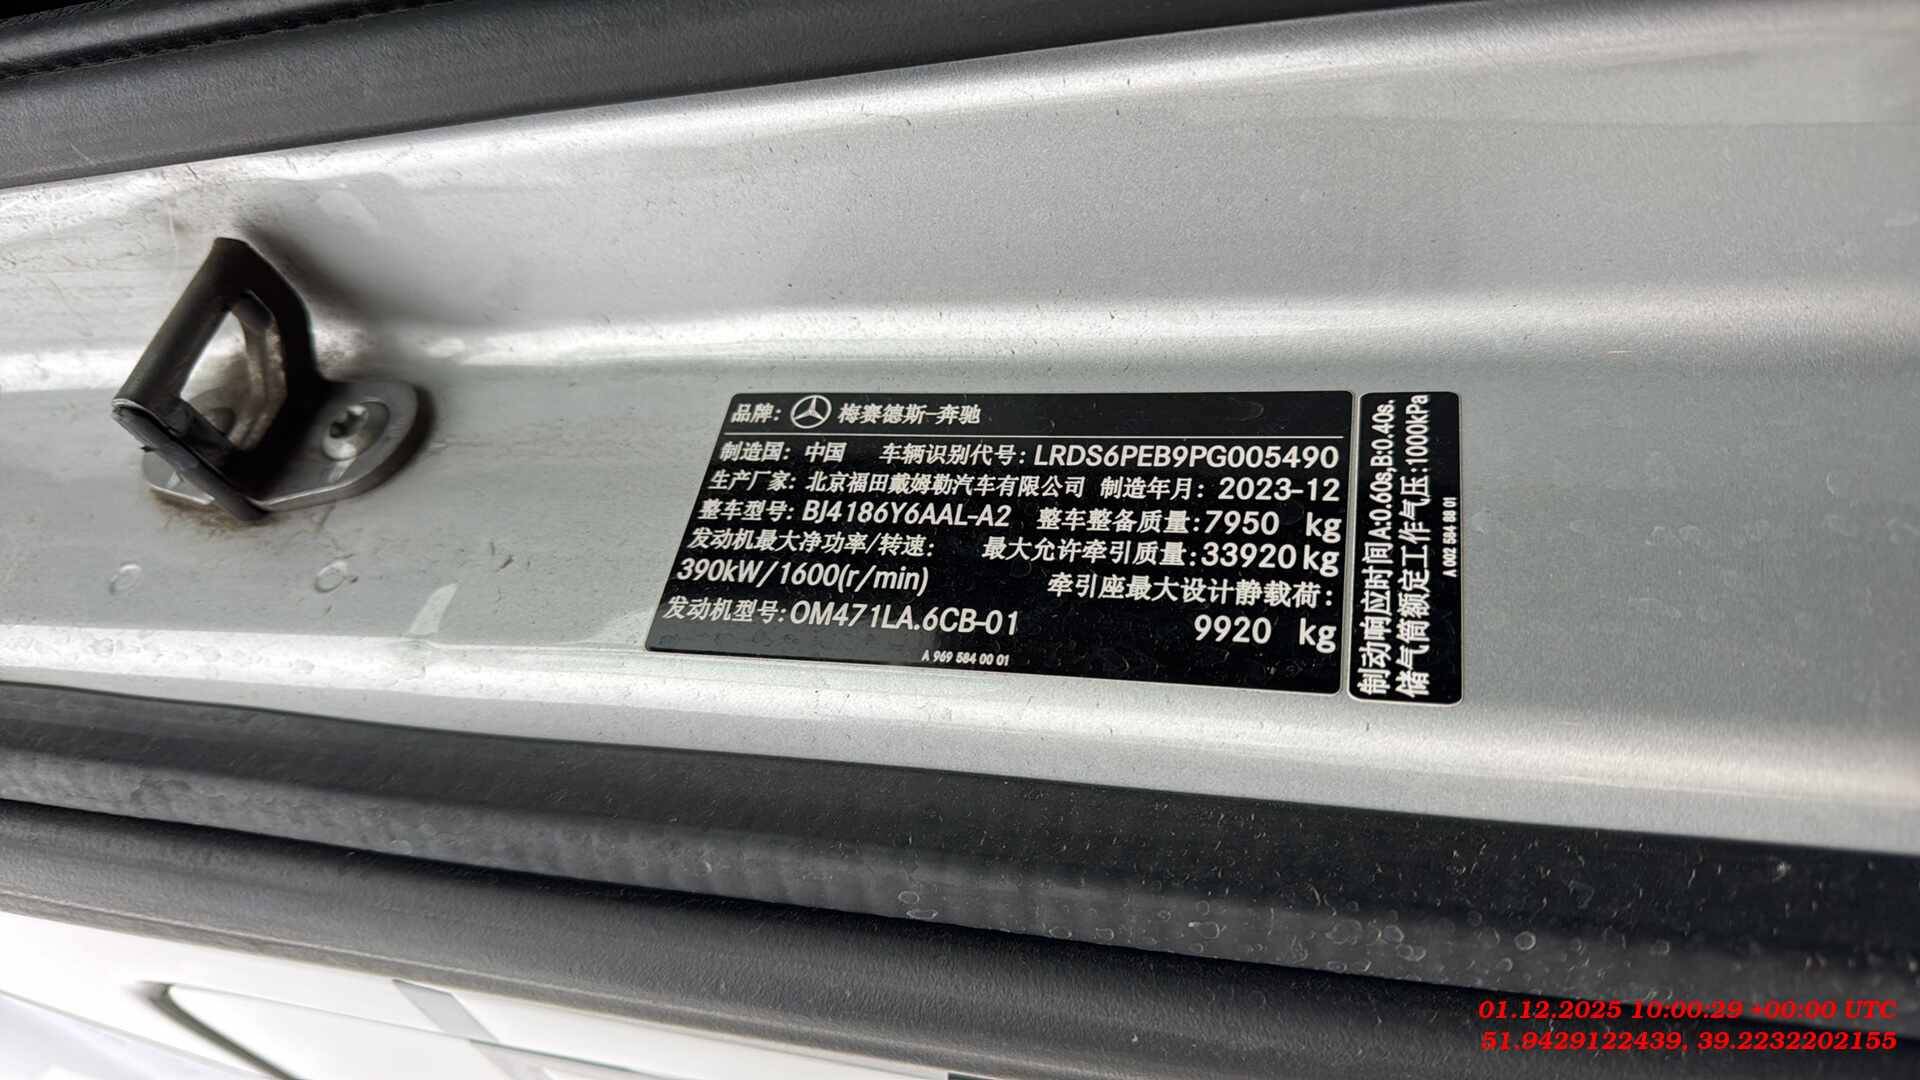 品牌: 梅赛德斯-奔驰
制造国: 中国 车辆识别代号: LRDS6PEB9PG005490
生产厂家: 北京福田戴姆勒汽车有限公司 制造年月: 2023-12
整车型号: BJ4186Y6AAL-A2 整车整备质量: 7950 kg
发动机最大净功率/转速: 最大允许牵引质量: 33920 kg
390kW/1600(r/min) 牵引座最大设计静载荷:
发动机型号: OM471LA.6CB-01 9920 kg
A 969 584 00 01
制动响应时间A:0.60s,B:0.40s.
储气筒额定工作气压:1000kPa
A 002 584 88 01
01.12.2025 10:00:29 +00:00 UTC
51.9429122439, 39.2232202155